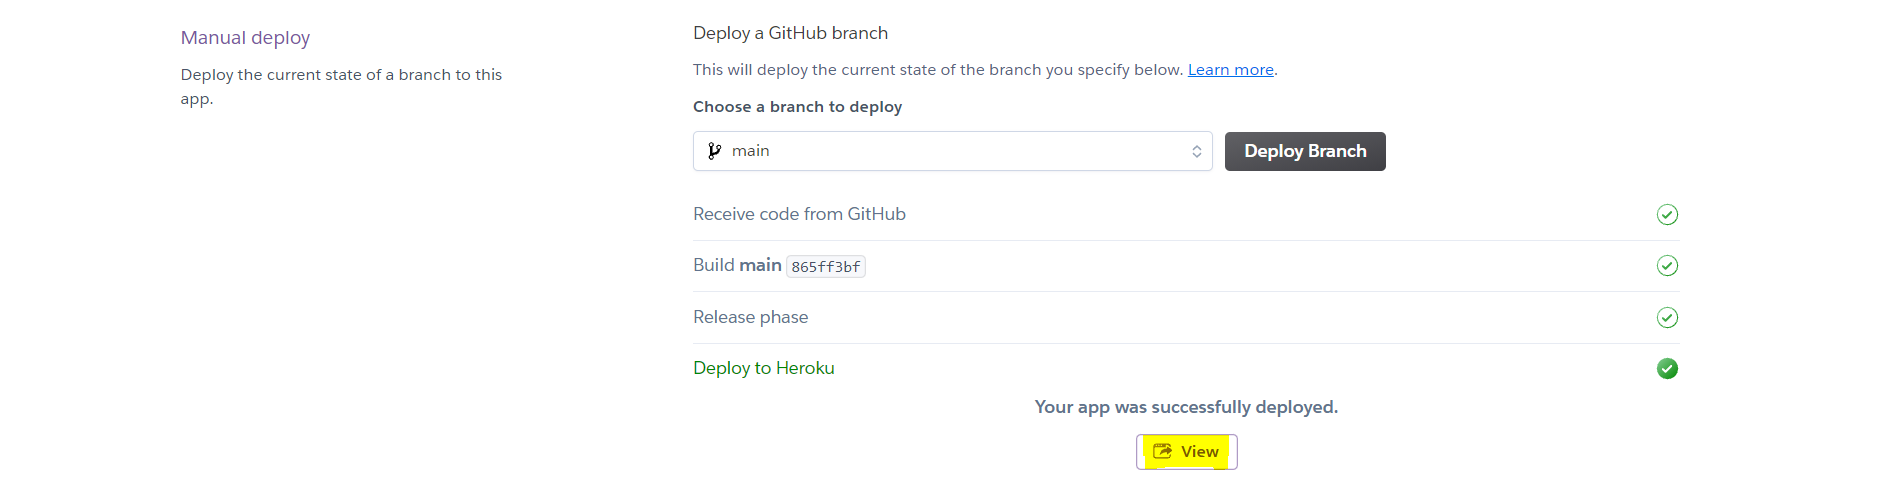 Manual deploy
Deploy the current state of a branch to this
app.
Deploy a GitHub branch
This will deploy the current state of the branch you specify below. Learn more.
Choose a branch to deploy
main
Deploy Branch
Receive code from GitHub
Build main 865ff3bf
Release phase
Deploy to Heroku
Your app was successfully deployed.
View